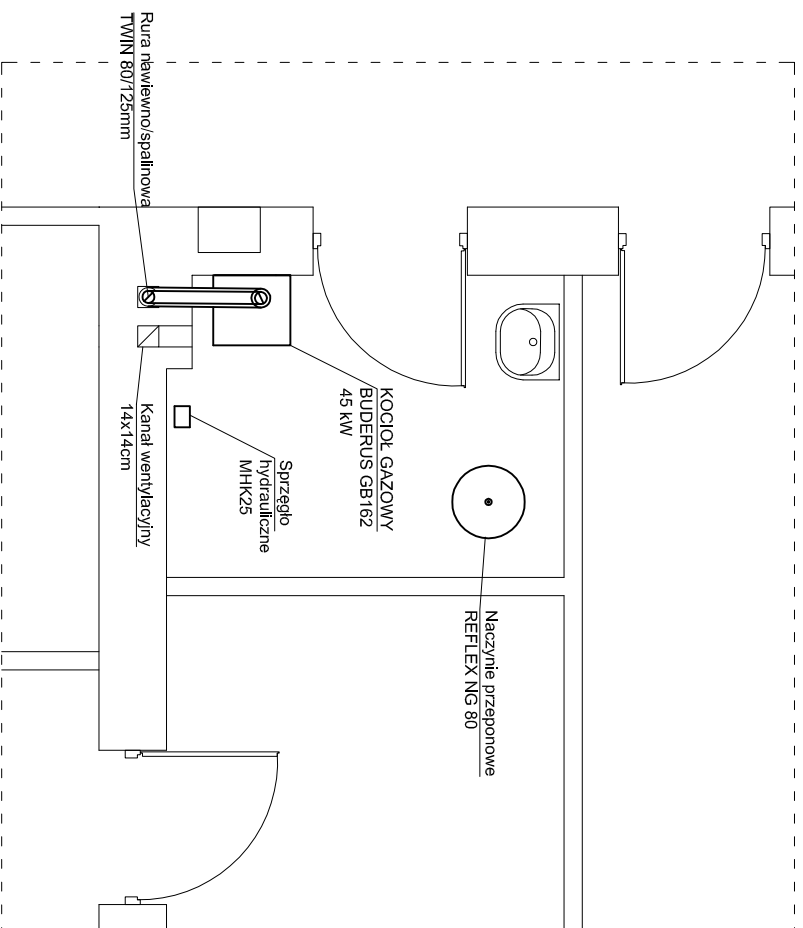 Rura nawiewno/spalinowa
TWIN 80/125mm
Kanał wentylacyjny
14x14cm
Sprzęgło
hydrauliczne
MHK25
KOCIOŁ GAZOWY
BUDERUS GB162
45 kW
Naczynie przeponowe
REFLEX NG 80